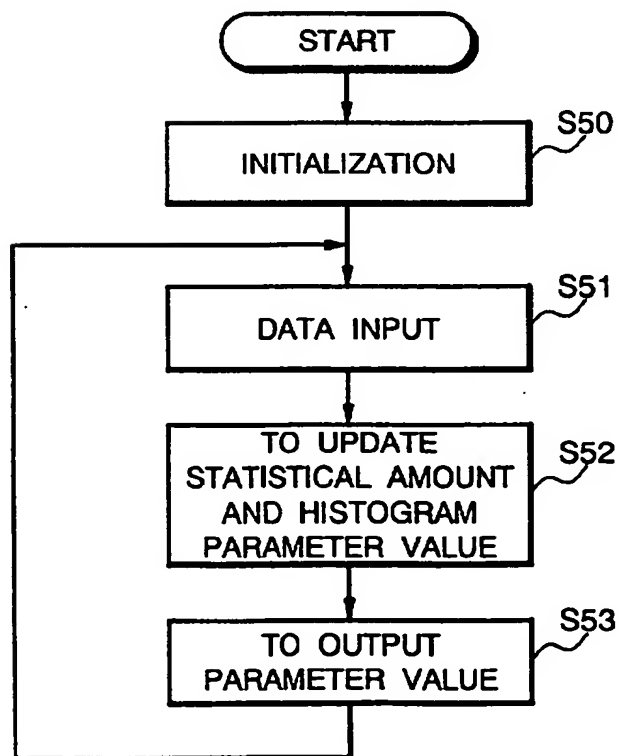 START
S50
INITIALIZATION
S51
DATA INPUT
S52
TO UPDATE
STATISTICAL AMOUNT
AND HISTOGRAM
PARAMETER VALUE
S53
TO OUTPUT
PARAMETER VALUE